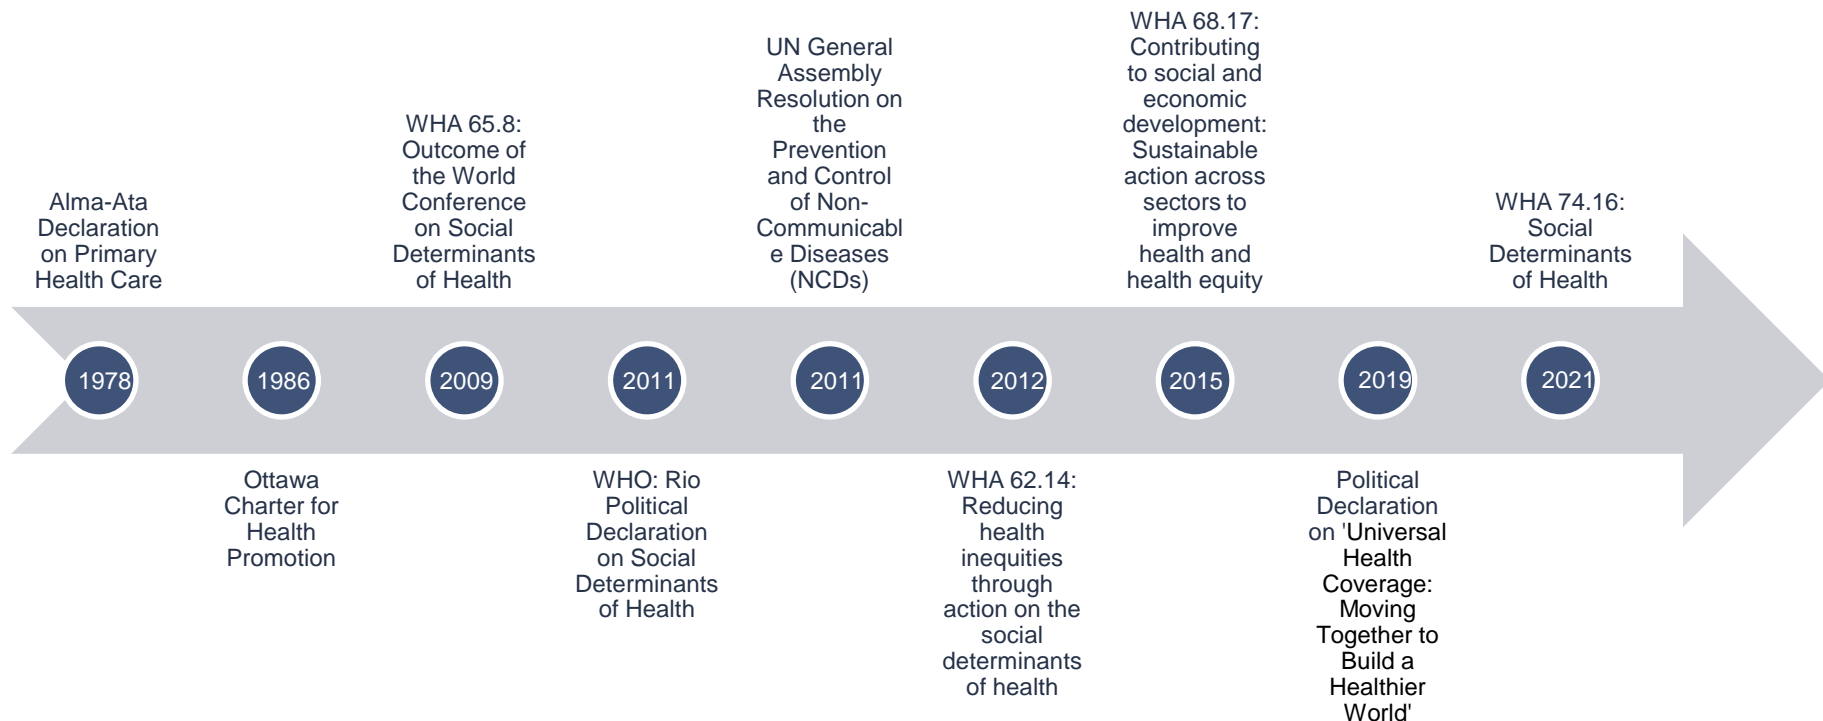 Alma-Ata
Declaration
on Primary
Health Care
1978
1986
Ottawa
Charter for
Health
Promotion
WHA 65.8:
Outcome of
the World
Conference
on Social
Determinants
of Health
2009
2011
WHO: Rio
Political
Declaration
on Social
Determinants
of Health
UN General
Assembly
Resolution on
the
Prevention
and Control
of Non-
Communicabl
e Diseases
(NCDs)
2011
2012
WHA 62.14:
Reducing
health
inequities
through
action on the
social
determinants
of health
WHA 68.17:
Contributing
to social and
economic
development:
Sustainable
action across
sectors to
improve
health and
health equity
2015
2019
Political
Declaration
on 'Universal
Health
Coverage:
Moving
Together to
Build a
Healthier
World'
WHA 74.16:
Social
Determinants
of Health
2021